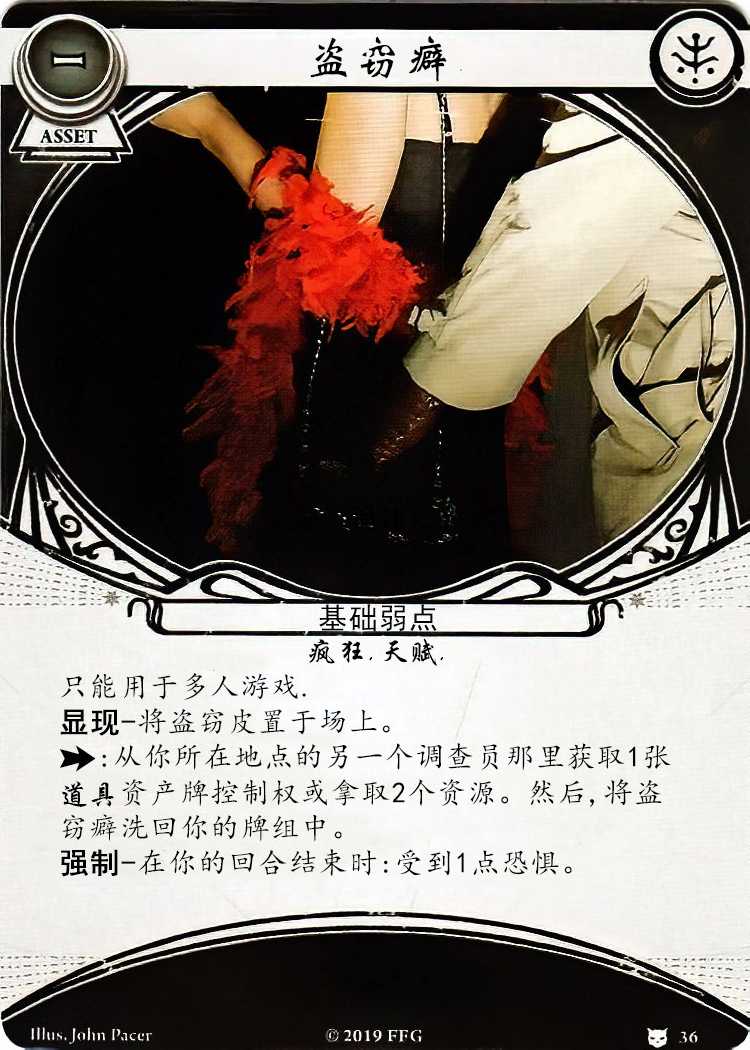 盗窃癖
ASSET
基础弱点
疯狂.天赋.
只能用于多人游戏.
显现-将盗窃皮置于场上。
:从你所在地点的另一个调查员那里获取1张
道具资产牌控制权或拿取2个资源。然后,将盗
窃癖洗回你的牌组中。
强制-在你的回合结束时:受到1点恐惧。
Illus. John Pacer
© 2019 FFG
36